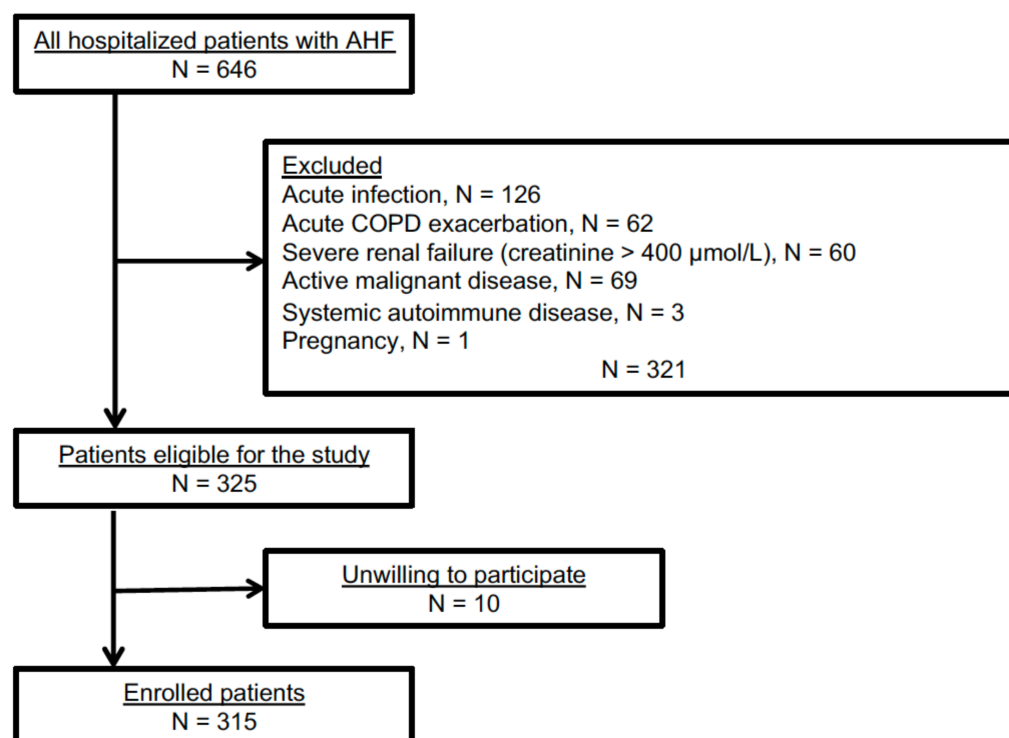 All hospitalized patients with AHF
N = 646
Excluded
Acute infection, N = 126
Acute COPD exacerbation, N = 62
Severe renal failure (creatinine > 400 μmol/L), N = 60
Active malignant disease, N = 69
Systemic autoimmune disease, N = 3
Pregnancy, N = 1
N = 321
Patients eligible for the study
N = 325
Unwilling to participate
N = 10
Enrolled patients
N = 315